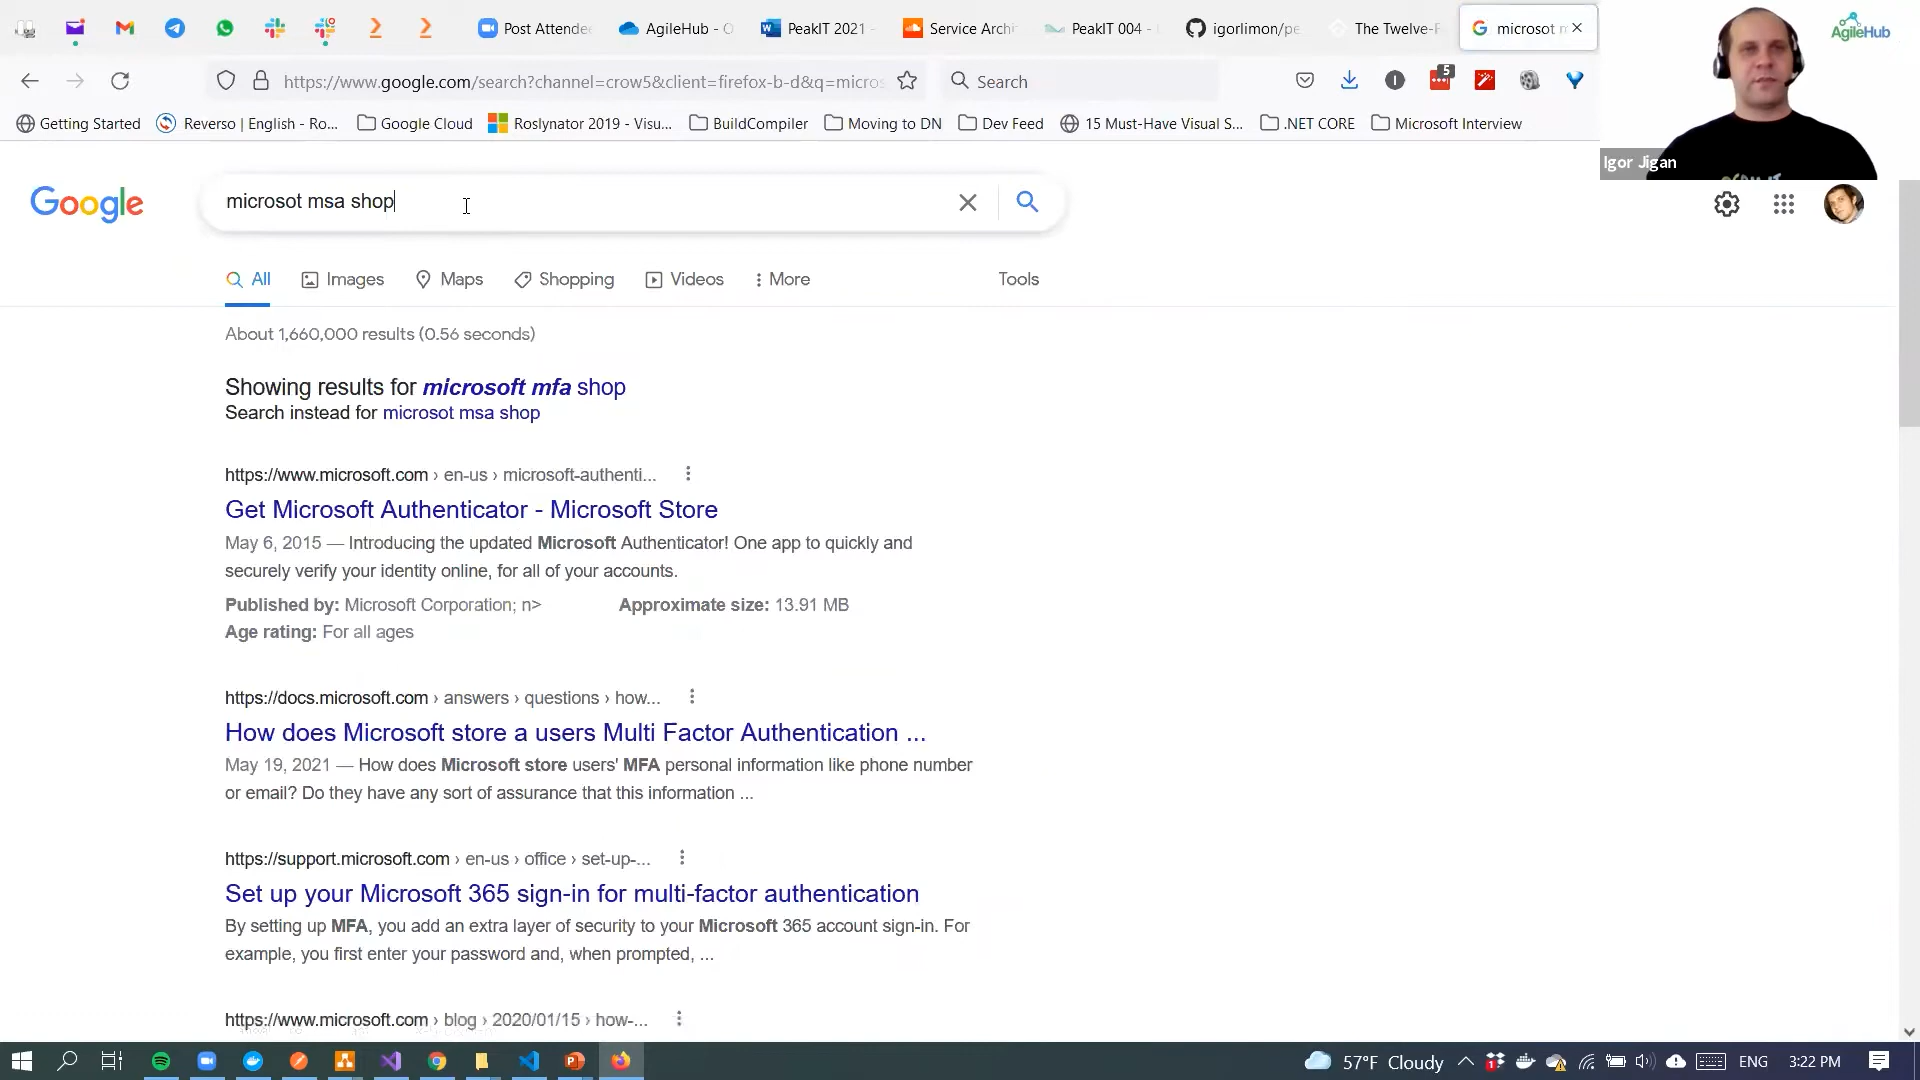 Post Attende
AgileHub - O
PeakIT 2021 -
Service Archi
PeakIT 004 -
igorlimon/pe
The Twelve-F
microsot m
AgileHub
https://www.google.com/search?channel=crow5&client=firefox-b-d&q=micros
Search
5
Getting Started
Reverso | English - Ro...
Google Cloud
Roslynator 2019 - Visu...
BuildCompiler
Moving to DN
Dev Feed
15 Must-Have Visual S...
.NET CORE
Microsoft Interview
Igor Jigan
Google
microsot msa shop
All
Images
Maps
Shopping
Videos
More
Tools
About 1,660,000 results (0.56 seconds)
Showing results for microsoft mfa shop
Search instead for microsot msa shop
https://www.microsoft.com › en-us › microsoft-authenti...
Get Microsoft Authenticator - Microsoft Store
May 6, 2015 — Introducing the updated Microsoft Authenticator! One app to quickly and
securely verify your identity online, for all of your accounts.
Published by: Microsoft Corporation; n>
Approximate size: 13.91 MB
Age rating: For all ages
https://docs.microsoft.com › answers › questions › how...
How does Microsoft store a users Multi Factor Authentication ...
May 19, 2021 — How does Microsoft store users' MFA personal information like phone number
or email? Do they have any sort of assurance that this information ...
https://support.microsoft.com › en-us › office › set-up-...
Set up your Microsoft 365 sign-in for multi-factor authentication
By setting up MFA, you add an extra layer of security to your Microsoft 365 account sign-in. For
example, you first enter your password and, when prompted, ...
https://www.microsoft.com › blog › 2020/01/15 › how-...
57°F Cloudy
ENG
3:22 PM